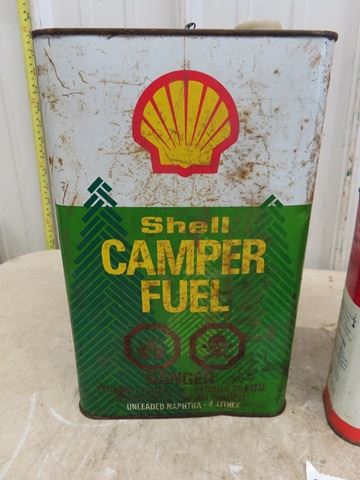 Shell
CAMPER
FUEL
DANGER
UNLEADED NAPHTHA • 4 LITRES